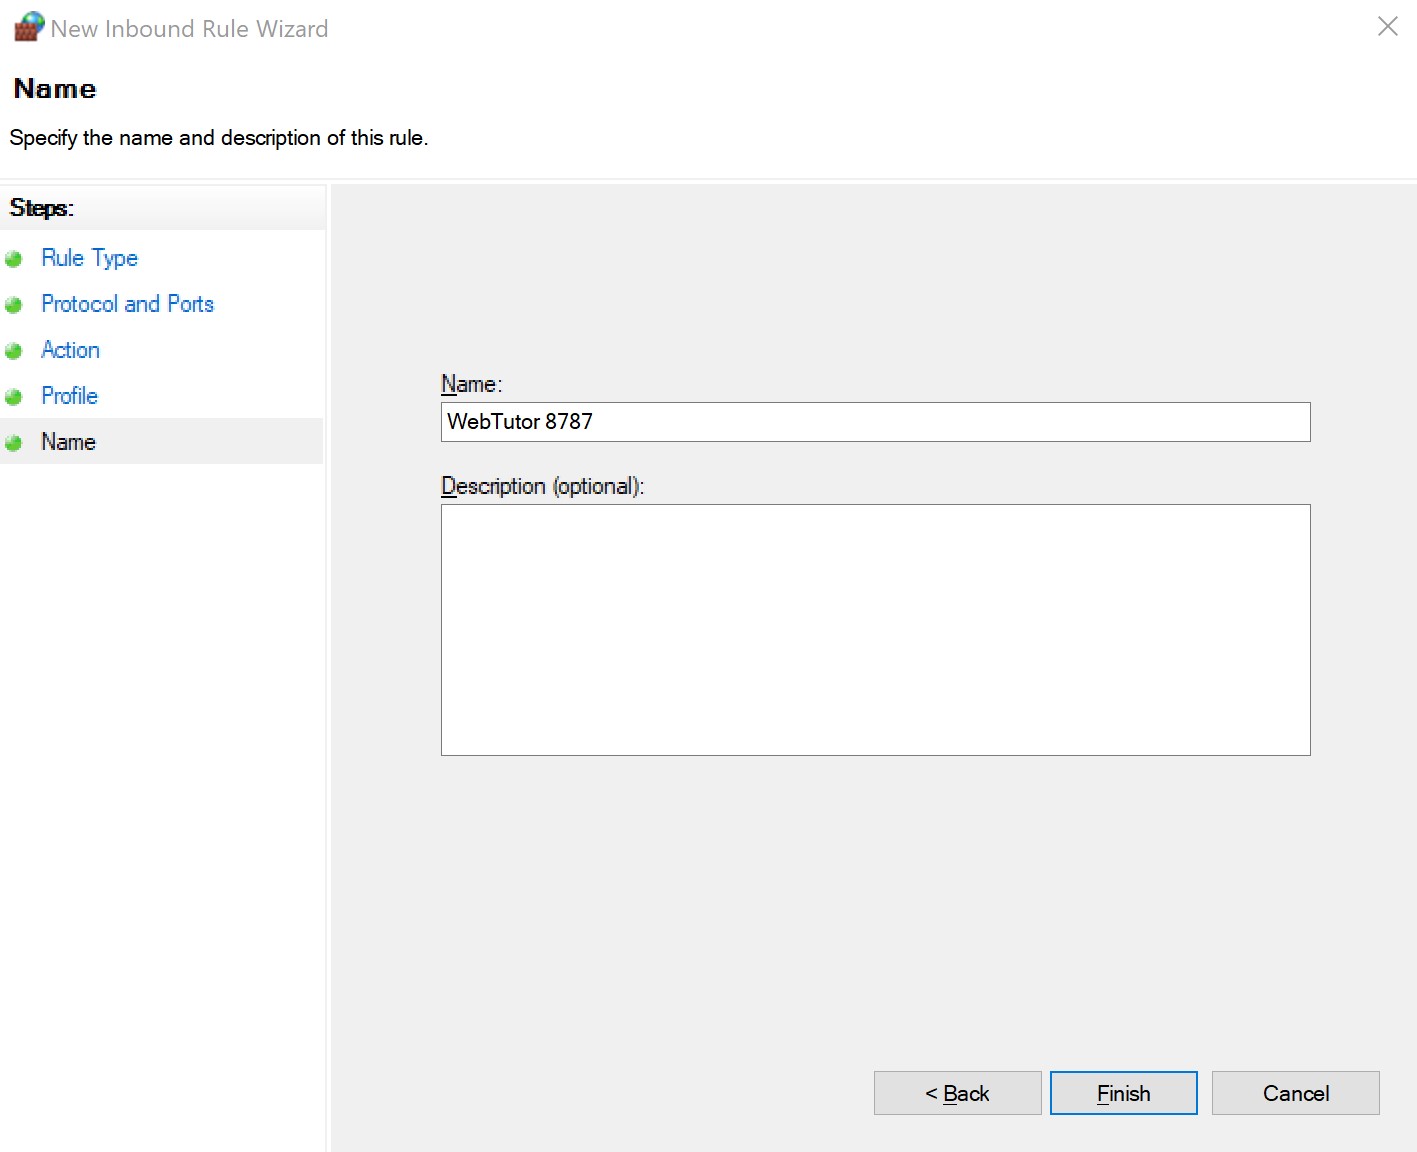 New Inbound Rule Wizard
Name
Specify the name and description of this rule.
Steps:
Rule Type
Protocol and Ports
Action
Profile
Name
Name:
WebTutor 8787
Description (optional):
< Back
Finish
Cancel